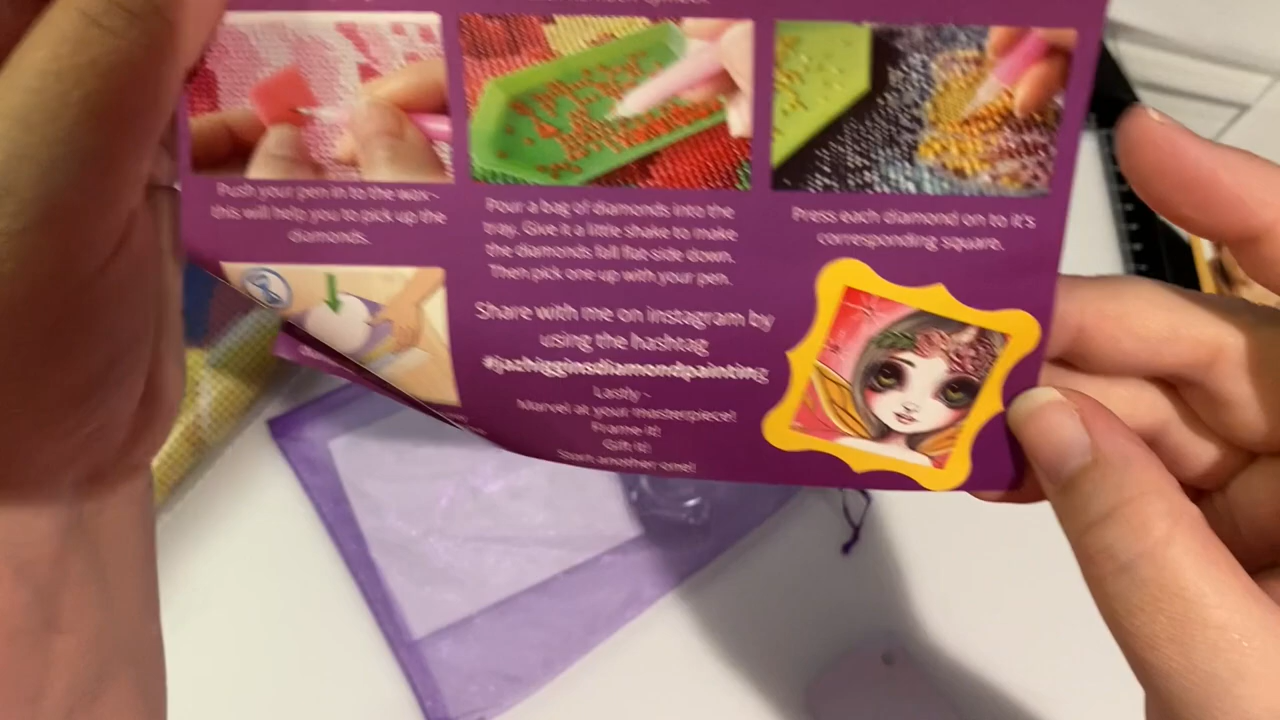 Push your pen in to the wax -
this will help you to pick up the
diamonds.
Pour a bag of diamonds into the
tray. Give it a little shake to make
the diamonds fall flat side down.
Then pick one up with your pen.
Press each diamond on to it's
corresponding square.
Share with me on instagram by
using the hashtag
#jazhigginsdiamondpainting
Lastly -
Marvel at your masterpiece!
Frame it!
Gift it!
Start another one!